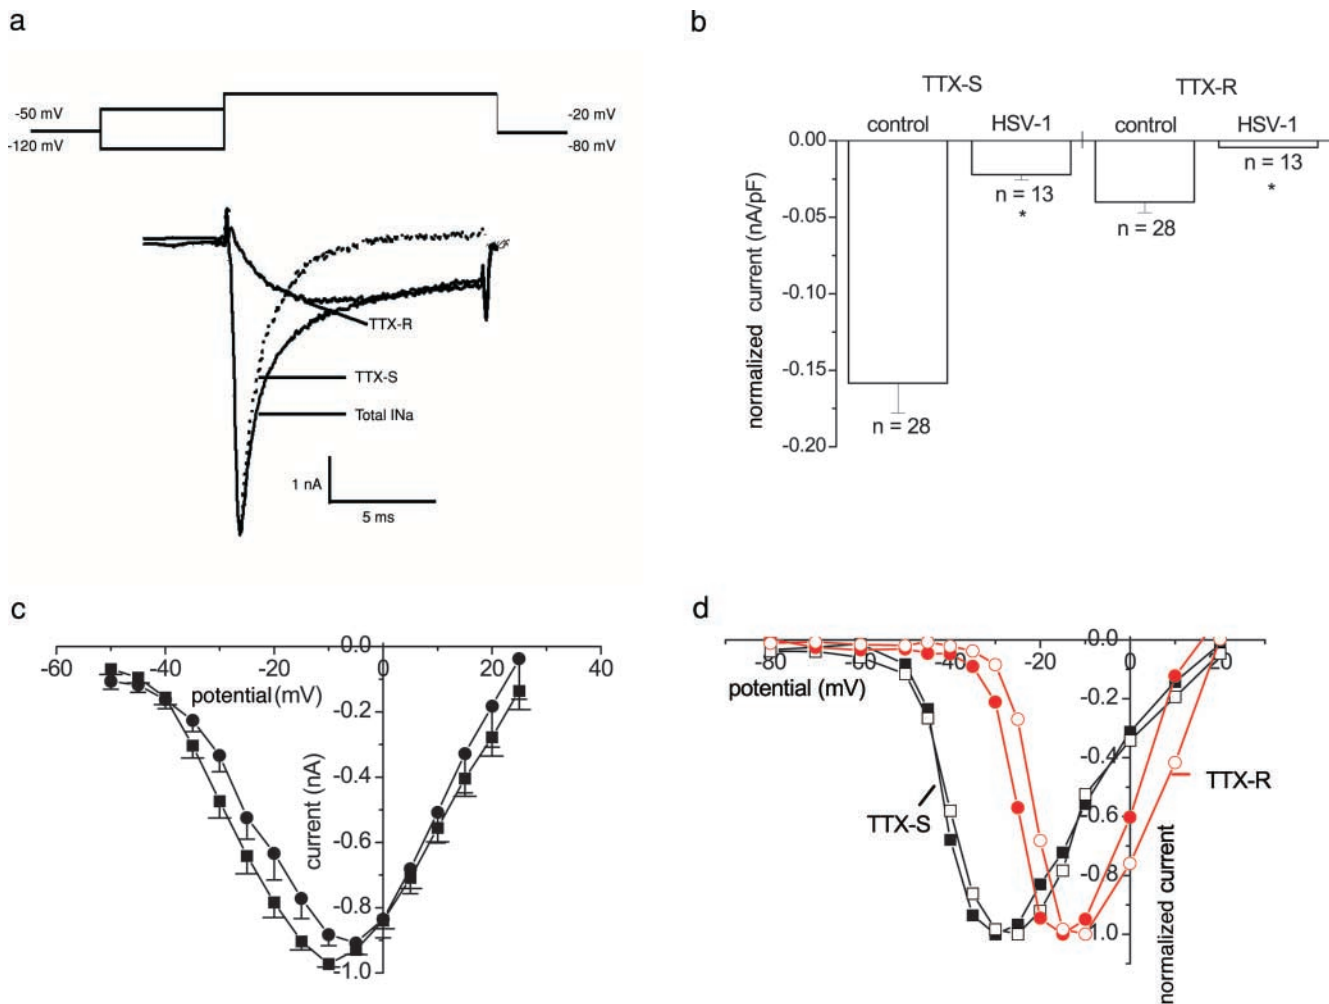 a
-50 mV
-20 mV
-120 mV
-80 mV
TTX-R
TTX-S
Total INa
1 nA
5 ms
b
TTX-S
TTX-R
control
HSV-1
control
HSV-1
0.00
-0.05
-0.10
-0.15
-0.20
normalized current (nA/pF)
n = 13
*
n = 13
*
n = 28
n = 28
c
0.0
-60
-40
-20
0
20
40
potential (mV)
-0.2
-0.4
-0.6
-0.8
-1.0
current (nA)
d
0.0
-80
-60
-40
-20
0
20
potential (mV)
-0.2
-0.4
-0.6
-0.8
-1.0
TTX-S
TTX-R
normalized current